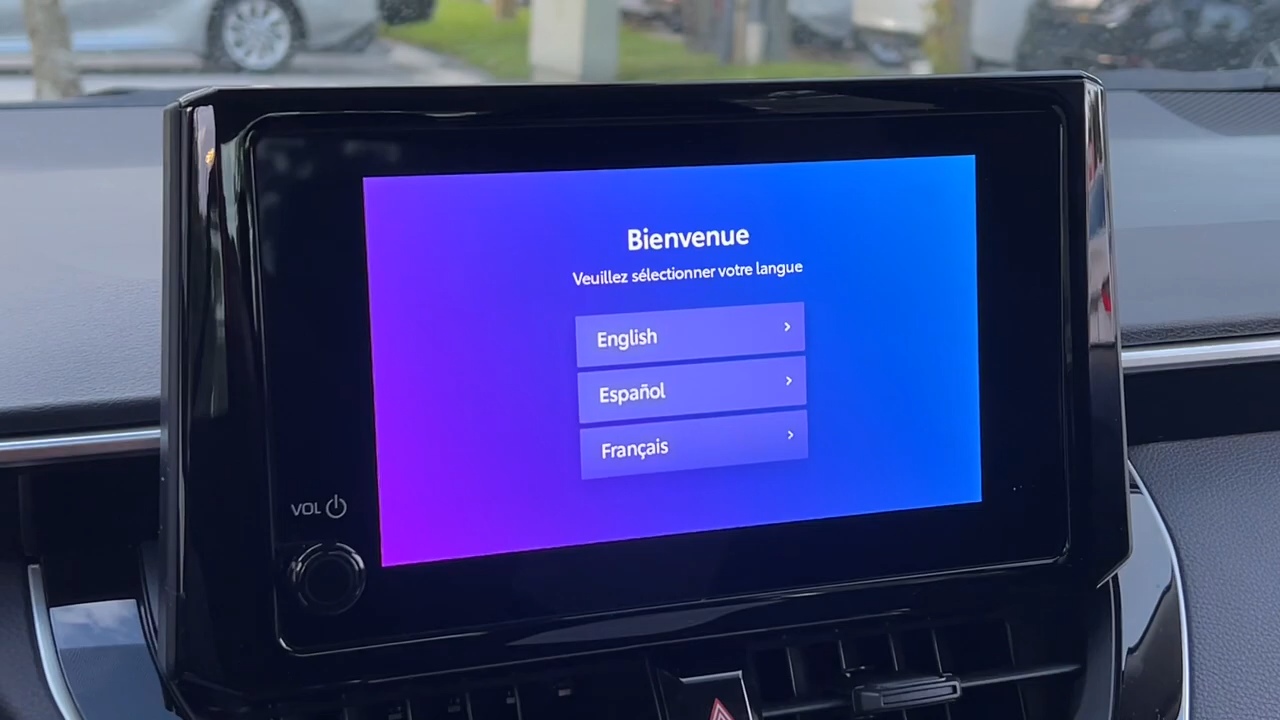 Bienvenue
Veuillez sélectionner votre langue
English
Español
Français
VOL